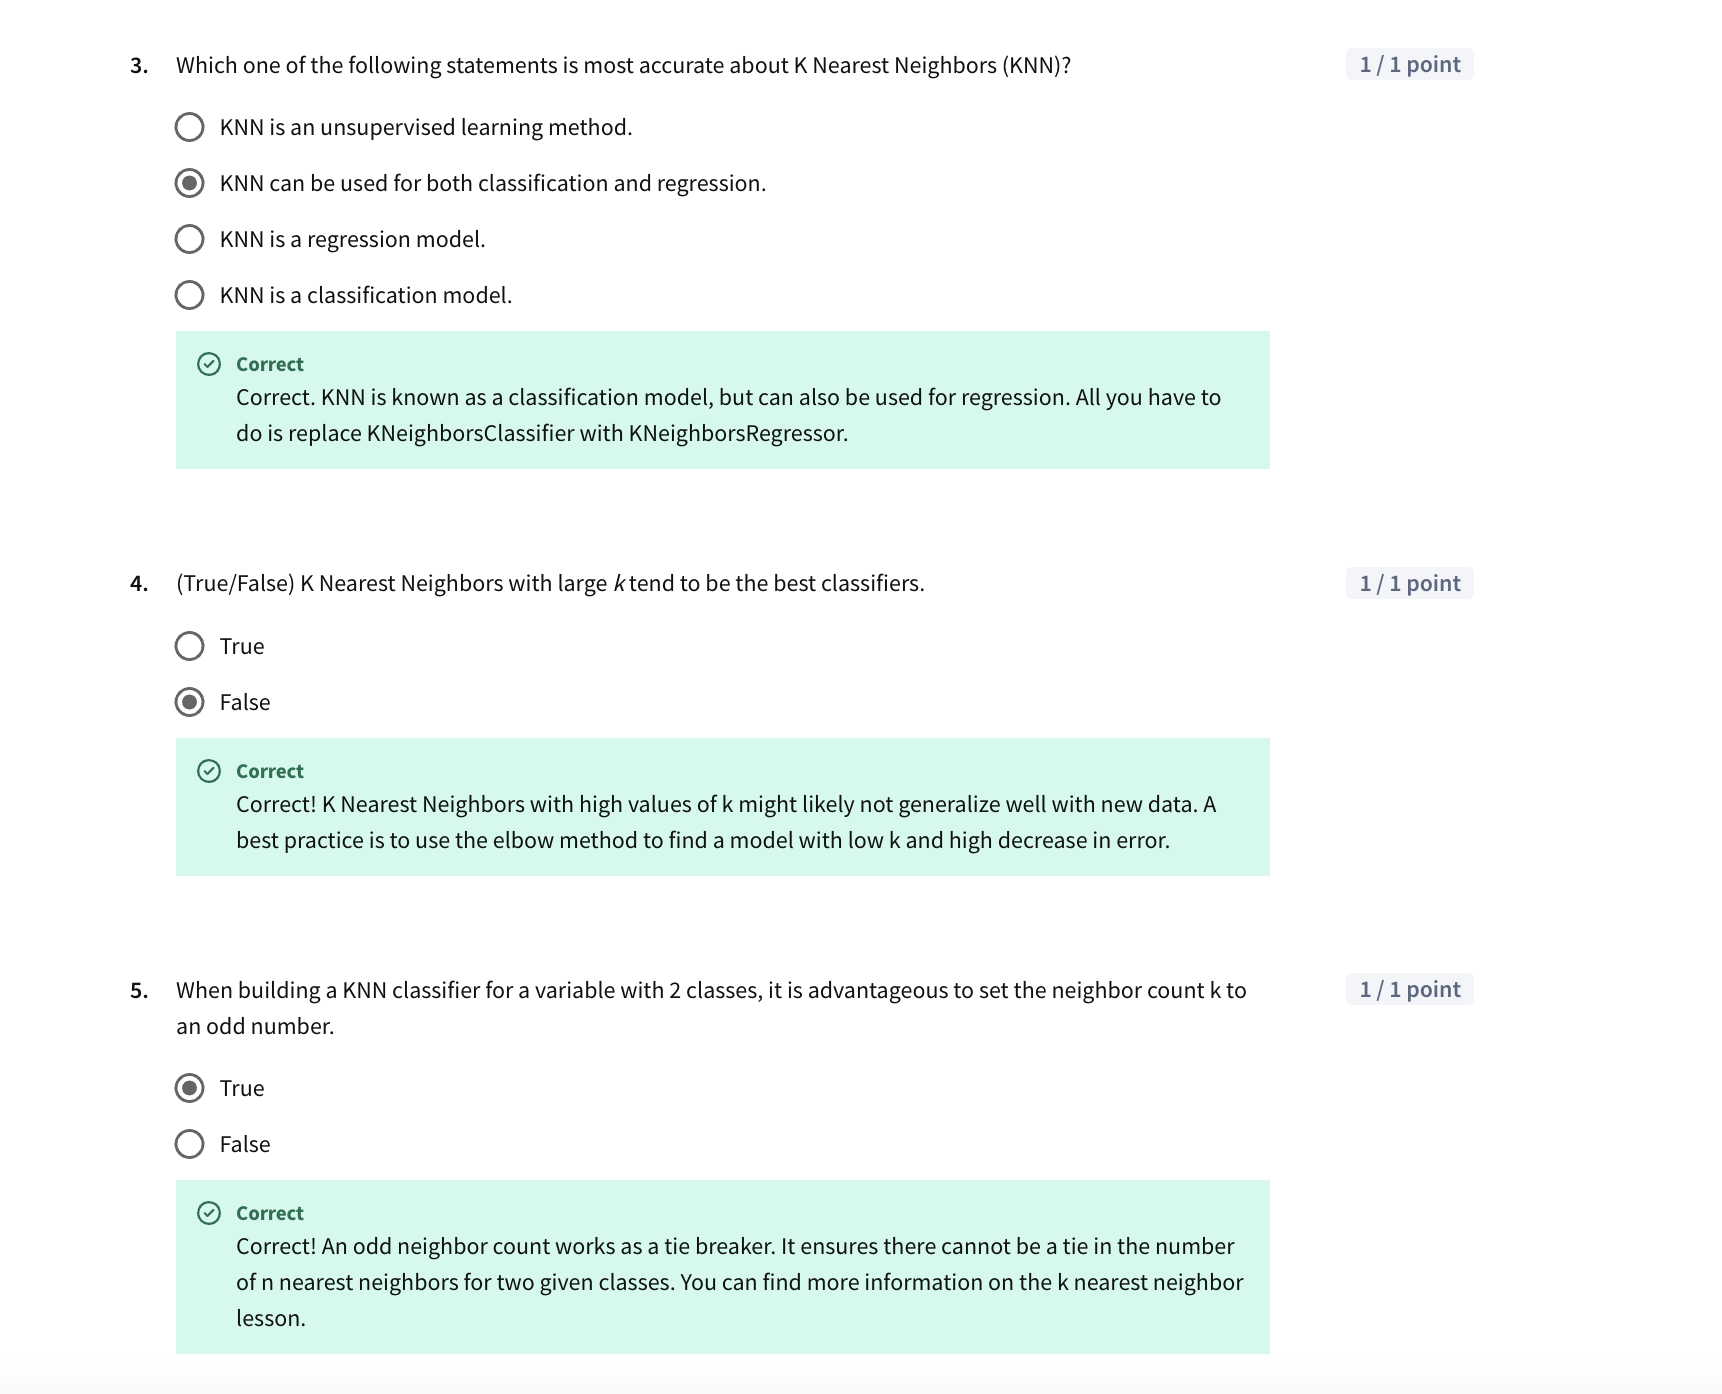 3. Which one of the following statements is most accurate about K Nearest Neighbors (KNN)? 1 / 1 point
KNN is an unsupervised learning method.
KNN can be used for both classification and regression.
KNN is a regression model.
KNN is a classification model.
Correct
Correct. KNN is known as a classification model, but can also be used for regression. All you have to
do is replace KNeighborsClassifier with KNeighborsRegressor.
4. (True/False) K Nearest Neighbors with large k tend to be the best classifiers. 1 / 1 point
True
False
Correct
Correct! K Nearest Neighbors with high values of k might likely not generalize well with new data. A
best practice is to use the elbow method to find a model with low k and high decrease in error.
5. When building a KNN classifier for a variable with 2 classes, it is advantageous to set the neighbor count k to 1 / 1 point
an odd number.
True
False
Correct
Correct! An odd neighbor count works as a tie breaker. It ensures there cannot be a tie in the number
of n nearest neighbors for two given classes. You can find more information on the k nearest neighbor
lesson.